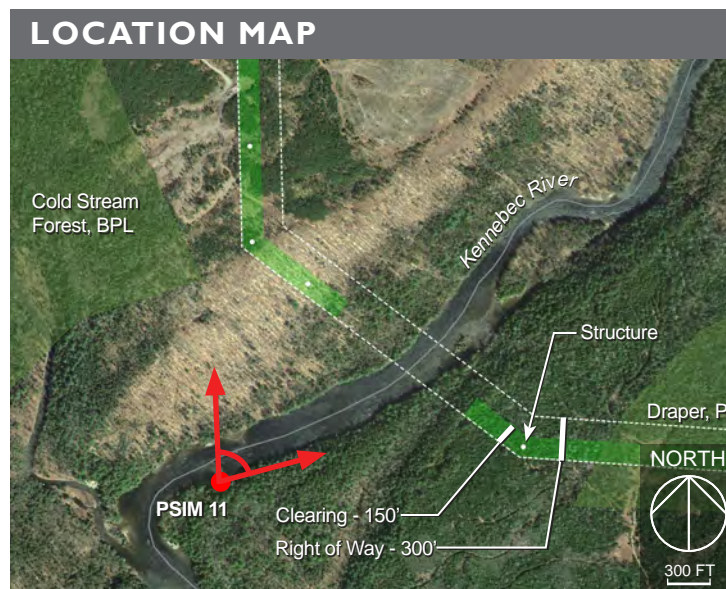 LOCATION MAP
Cold Stream
Forest, BPL
Kennebec River
Structure
Draper, P
NORTH
PSIM 11
Clearing - 150'
Right of Way - 300'
300 FT